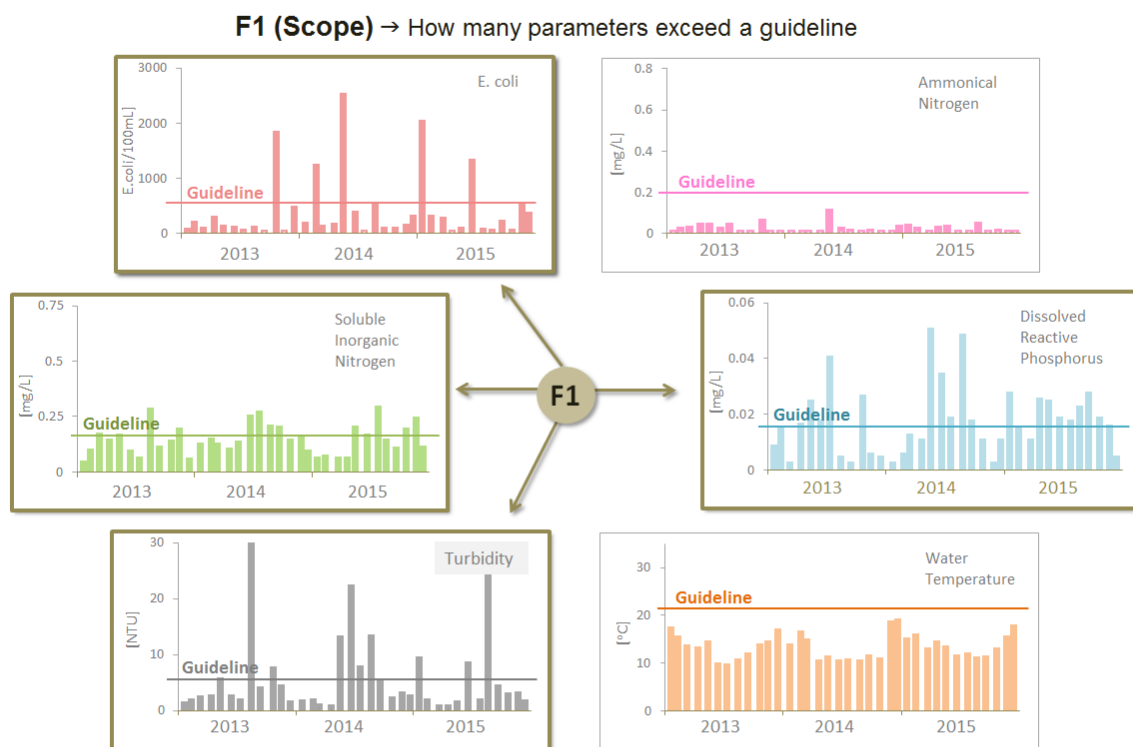 F1 (Scope) → How many parameters exceed a guideline
E. coli
E.coli/100mL]
3000
2000
1000
0
Guideline
2013
2014
2015
Ammonical
Nitrogen
[mg/L]
0.8
0.6
0.4
0.2
0
Guideline
2013
2014
2015
Soluble
Inorganic
Nitrogen
[mg/L]
0.75
0.5
0.25
0
Guideline
2013
2014
2015
F1
Dissolved
Reactive
Phosphorus
[mg/L]
0.06
0.04
0.02
0
Guideline
2013
2014
2015
Turbidity
[NTU]
30
20
10
0
Guideline
2013
2014
2015
Water
Temperature
[°C]
30
20
10
0
Guideline
2013
2014
2015